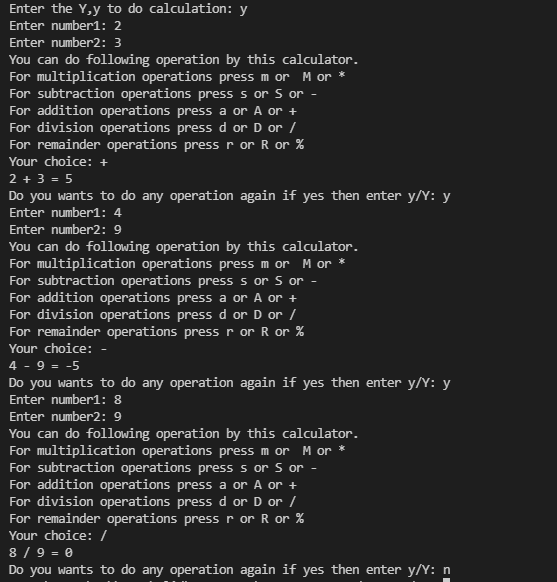 Enter the Y,y to do calculation: y
Enter number1: 2
Enter number2: 3
You can do following operation by this calculator.
For multiplication operations press m or  M or *
For subtraction operations press s or S or -
For addition operations press a or A or +
For division operations press d or D or /
For remainder operations press r or R or %
Your choice: +
2 + 3 = 5
Do you wants to do any operation again if yes then enter y/Y: y
Enter number1: 4
Enter number2: 9
You can do following operation by this calculator.
For multiplication operations press m or  M or *
For subtraction operations press s or S or -
For addition operations press a or A or +
For division operations press d or D or /
For remainder operations press r or R or %
Your choice: -
4 - 9 = -5
Do you wants to do any operation again if yes then enter y/Y: y
Enter number1: 8
Enter number2: 9
You can do following operation by this calculator.
For multiplication operations press m or  M or *
For subtraction operations press s or S or -
For addition operations press a or A or +
For division operations press d or D or /
For remainder operations press r or R or %
Your choice: /
8 / 9 = 0
Do you wants to do any operation again if yes then enter y/Y: n